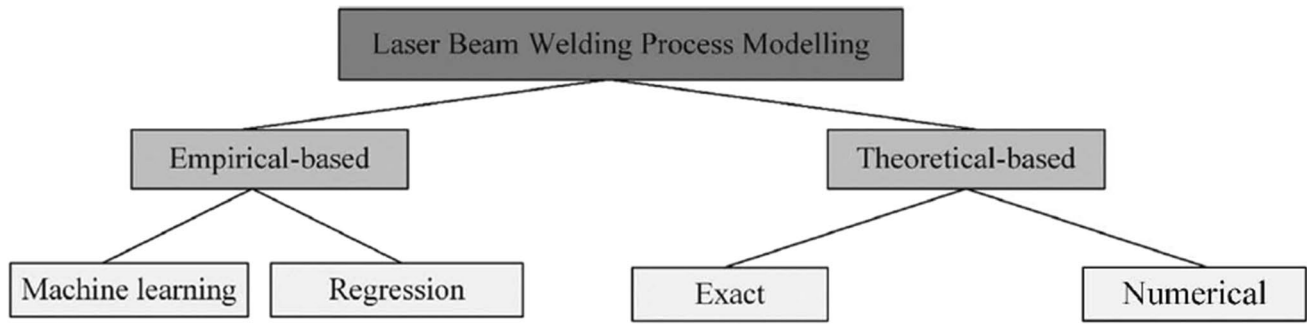 Laser Beam Welding Process Modelling
Empirical-based
Theoretical-based
Machine learning
Regression
Exact
Numerical